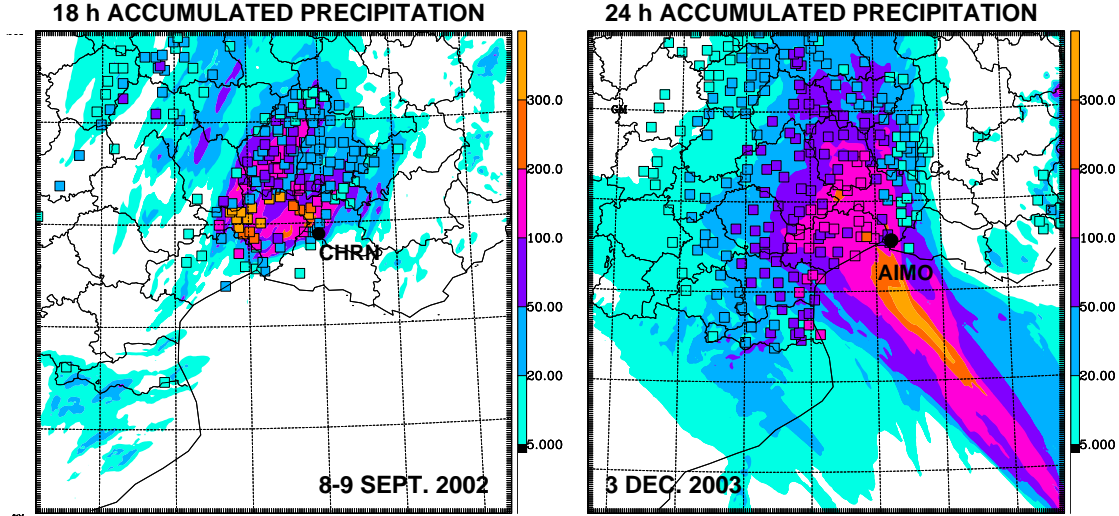 18 h ACCUMULATED PRECIPITATION
24 h ACCUMULATED PRECIPITATION
300.0
200.0
100.0
50.00
20.00
5.000
CHRN
8-9 SEPT. 2002
300.0
200.0
100.0
50.00
20.00
5.000
AIMO
3 DEC. 2003